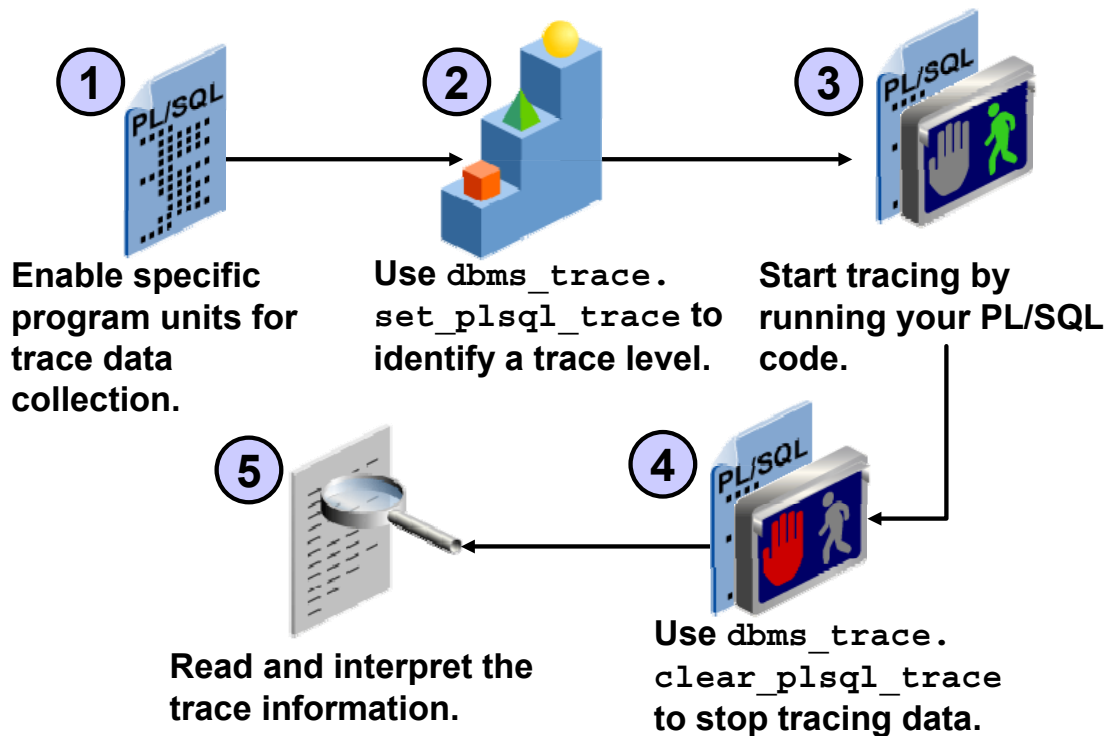 1
PL/SQL
Enable specific
program units for
trace data
collection.
2
Use dbms_trace.
set_plsql_trace to
identify a trace level.
3
PL/SQL
Start tracing by
running your PL/SQL
code.
4
PL/SQL
Use dbms_trace.
clear_plsql_trace
to stop tracing data.
5
Read and interpret the
trace information.